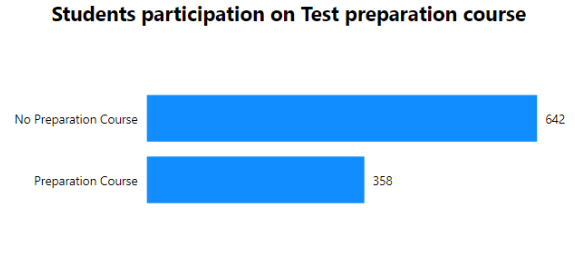 Students participation on Test preparation course
No Preparation Course 642
Preparation Course 358